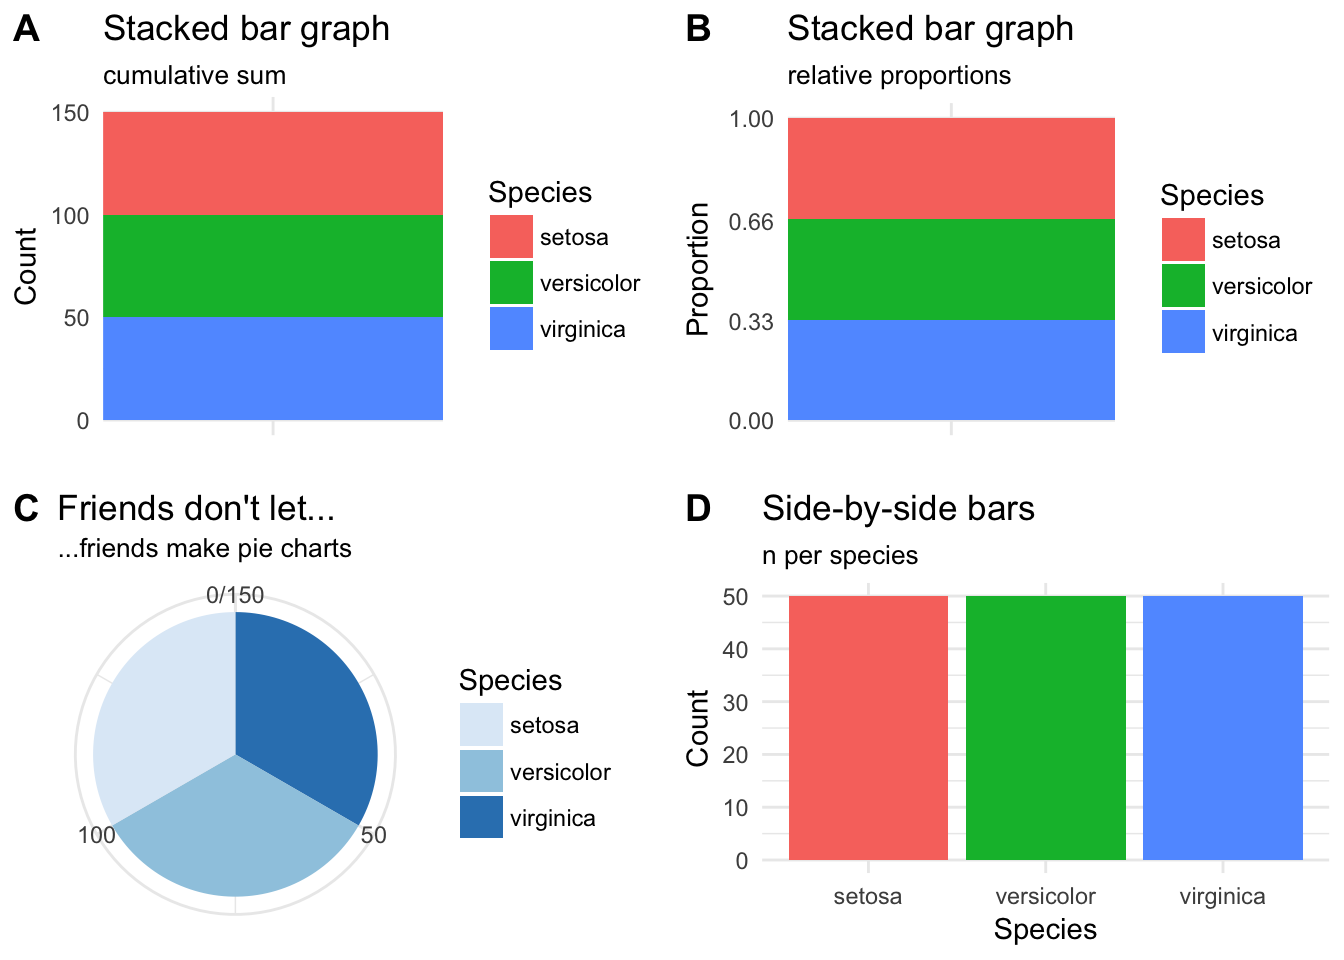 A Stacked bar graph
cumulative sum
150
100
50
0
Count
Species
setosa
versicolor
virginica
B Stacked bar graph
relative proportions
1.00
0.66
0.33
0.00
Proportion
Species
setosa
versicolor
virginica
C Friends don't let...
...friends make pie charts
0/150
100
50
Species
setosa
versicolor
virginica
D Side-by-side bars
n per species
50
40
30
20
10
0
Count
setosa versicolor virginica
Species